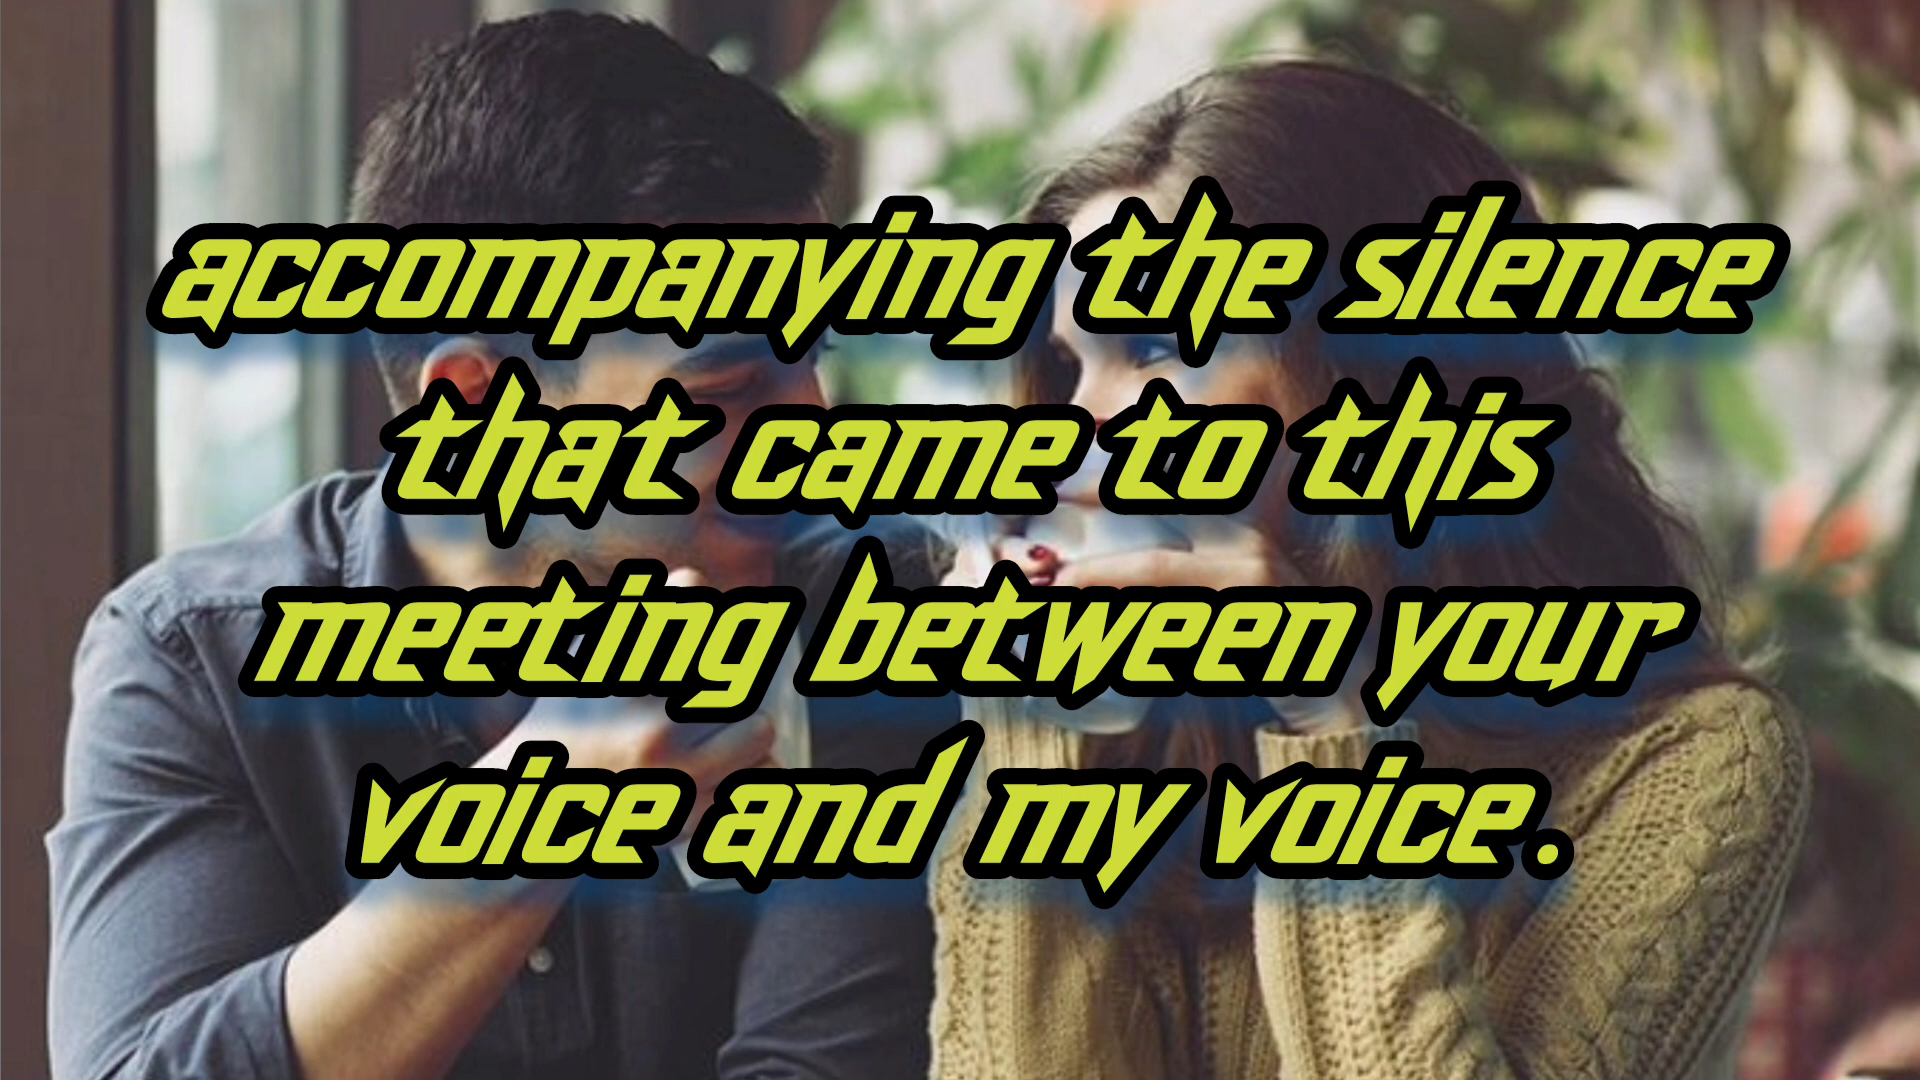 accompanying the silence
that came to this
meeting between your
voice and my voice.